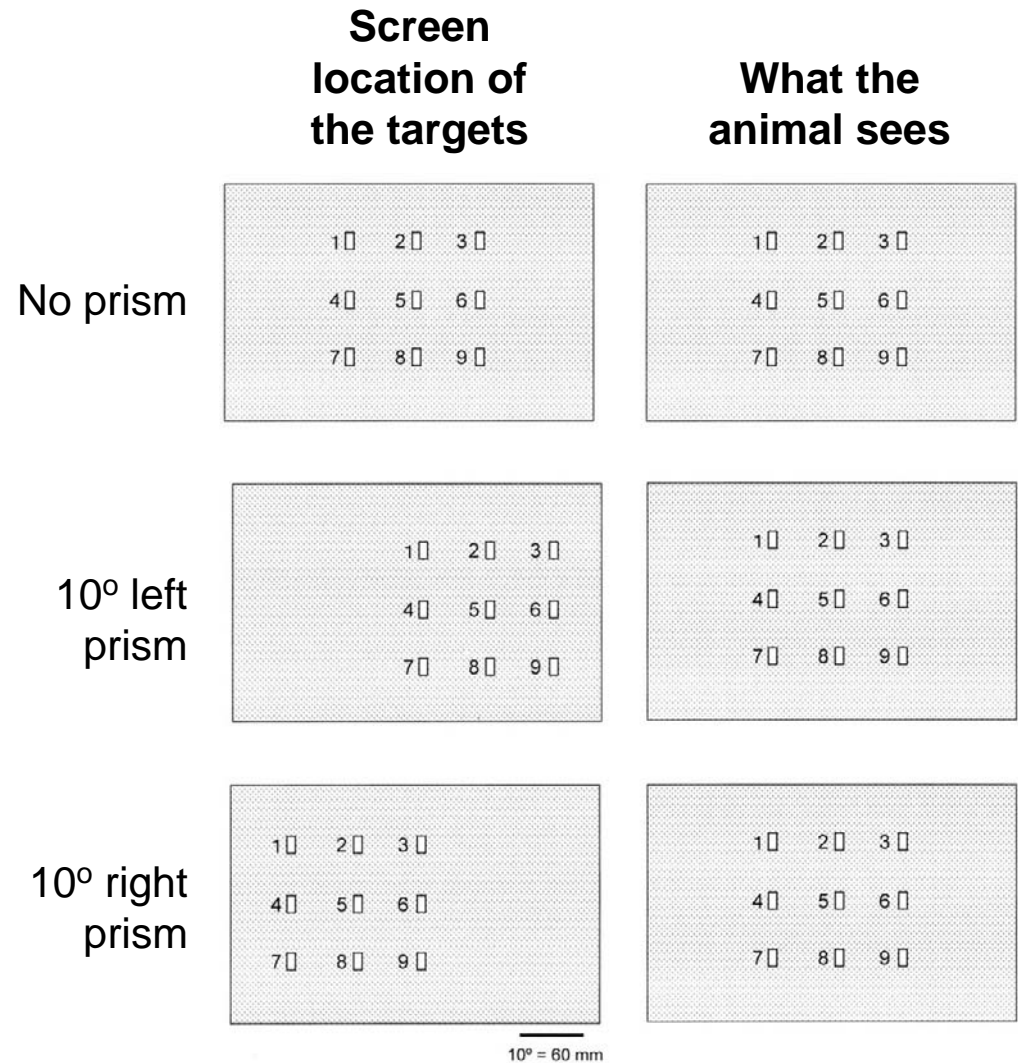 Screen
location of
the targets
What the
animal sees
No prism
1 2 3
4 5 6
7 8 9
1 2 3
4 5 6
7 8 9
10º left
prism
1 2 3
4 5 6
7 8 9
1 2 3
4 5 6
7 8 9
10º right
prism
1 2 3
4 5 6
7 8 9
1 2 3
4 5 6
7 8 9
10º = 60 mm